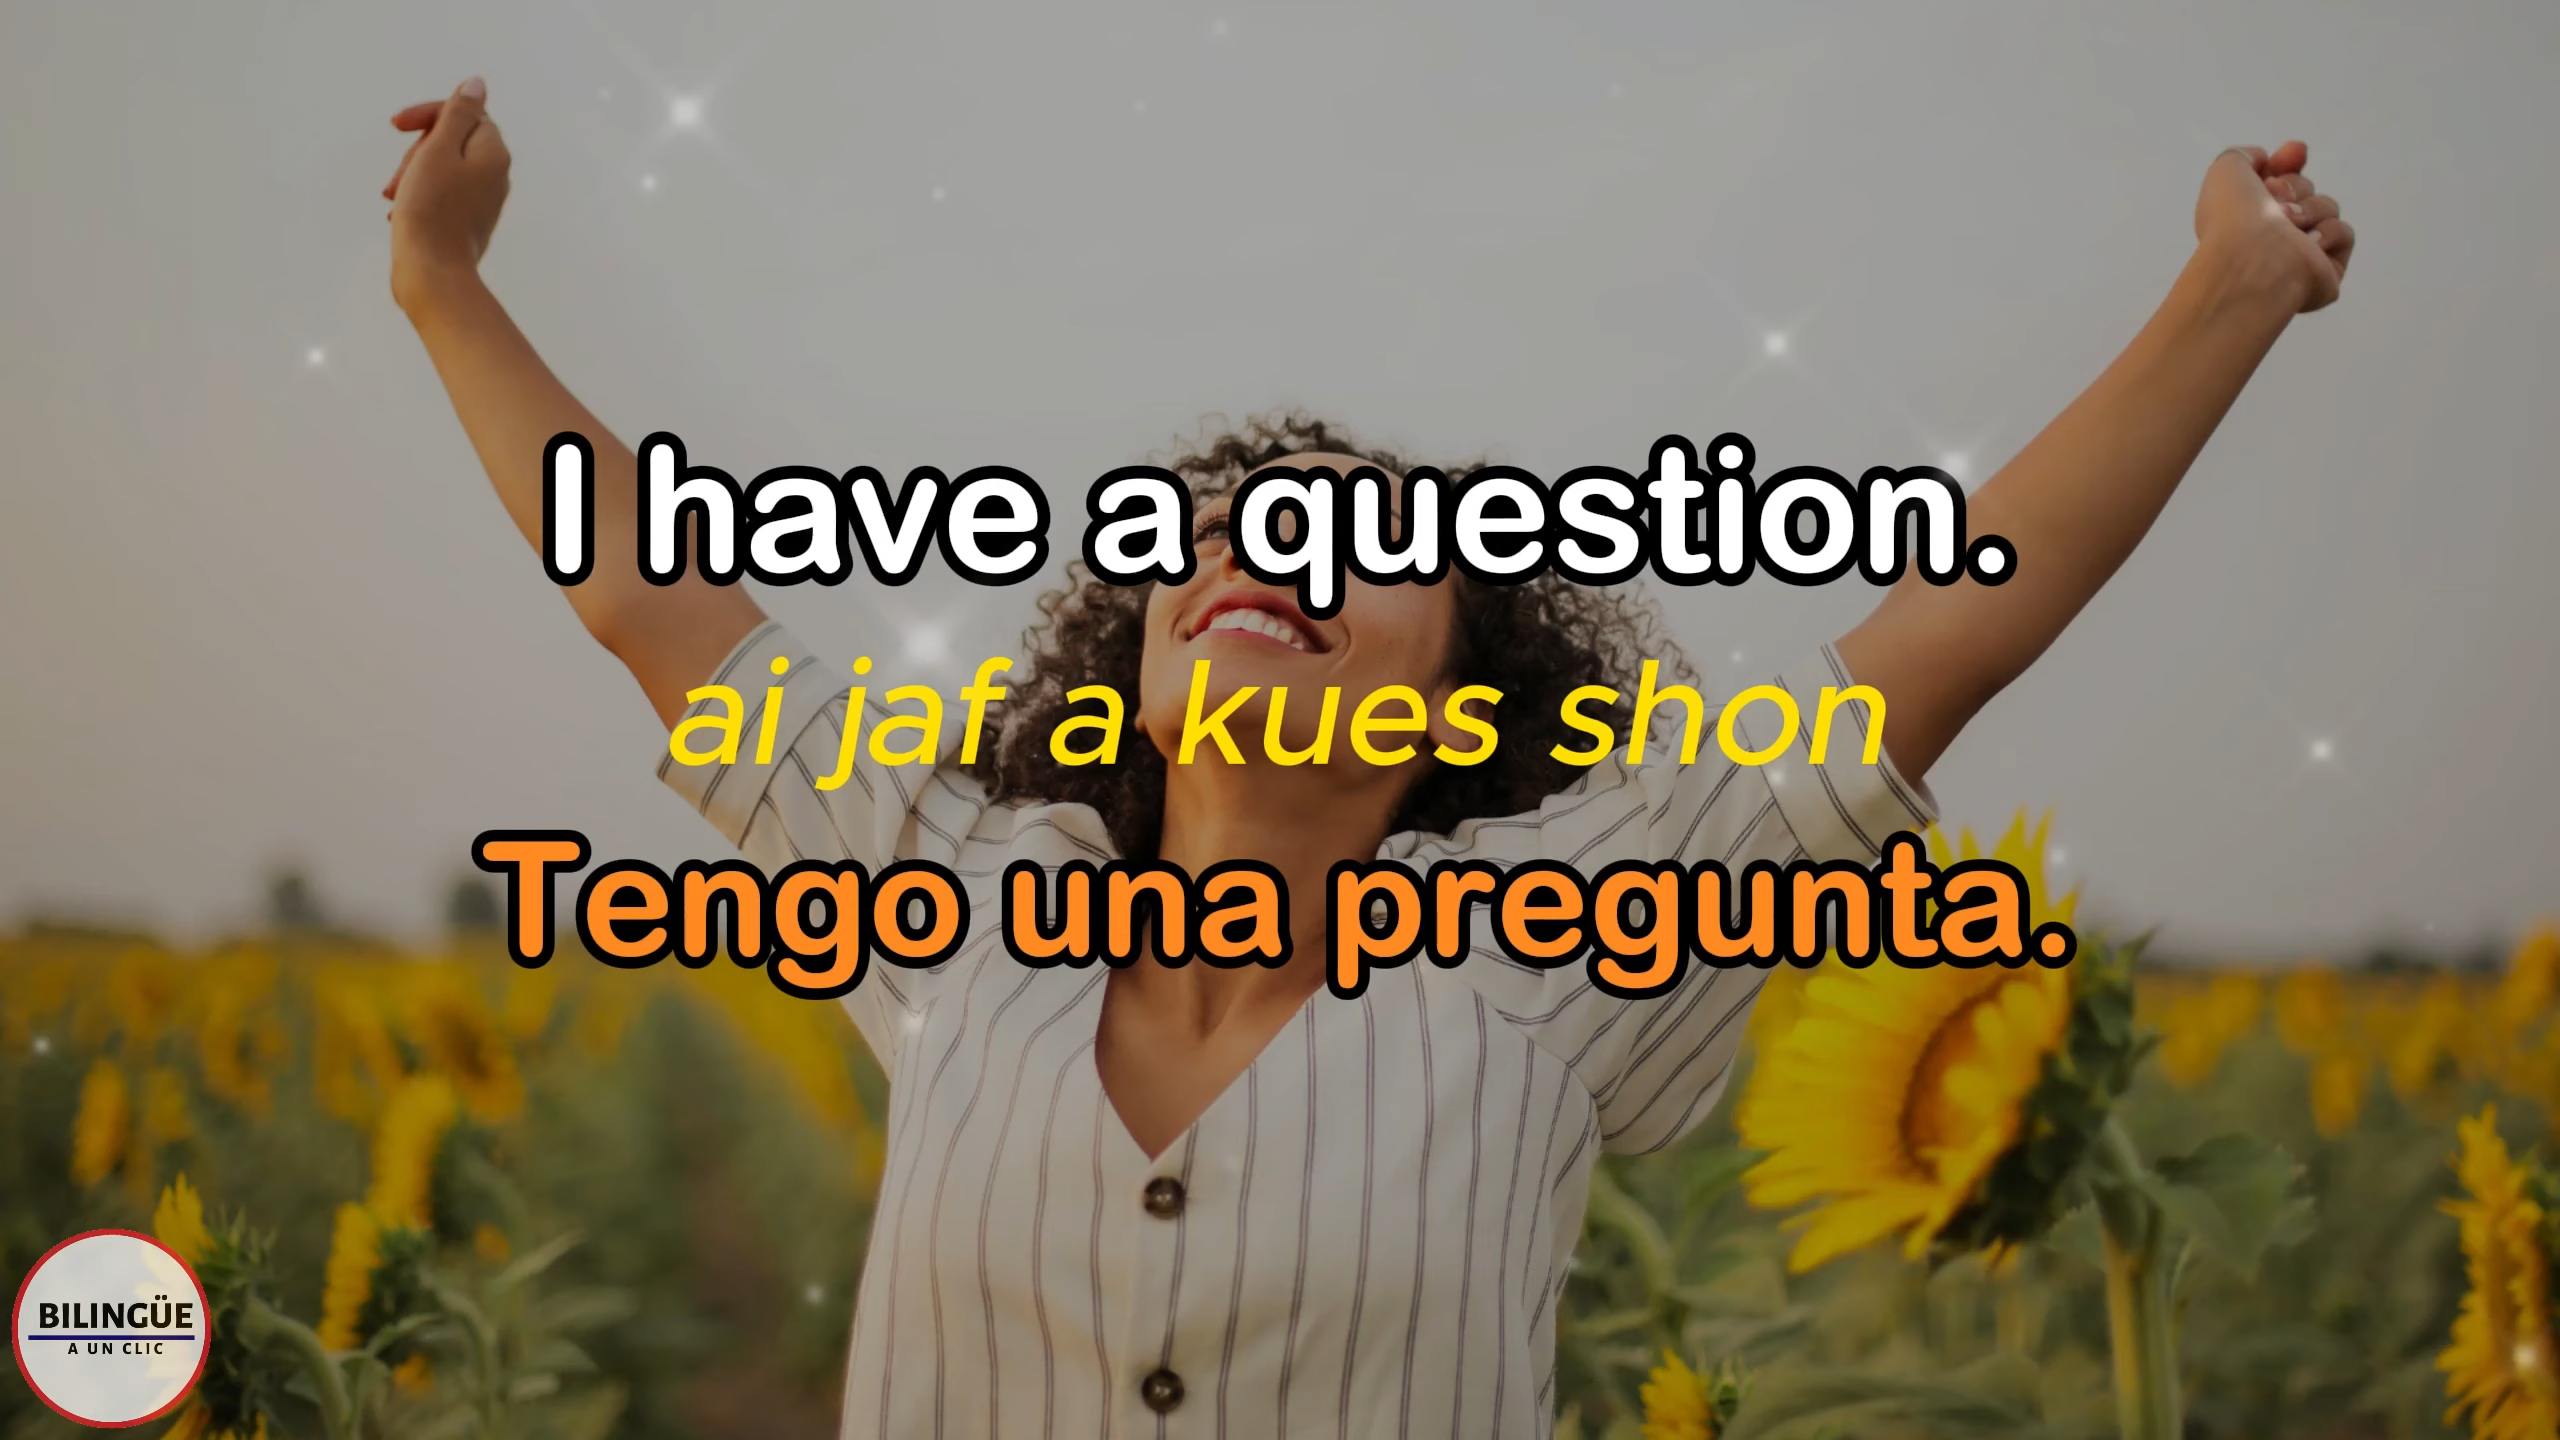 I have a question.
ai jaf a kues shon
Tengo una pregunta.
BILINGÜE
A UN CLIC